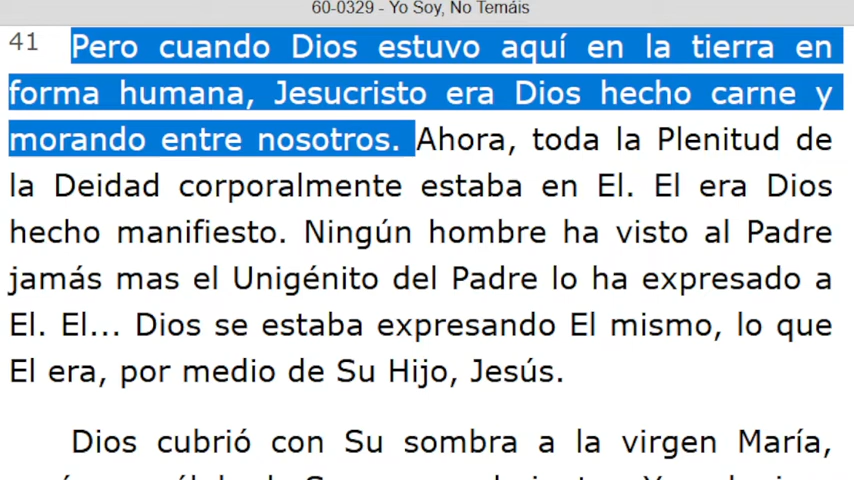 60-0329 - Yo Soy, No Temáis
41 Pero cuando Dios estuvo aquí en la tierra en
forma humana, Jesucristo era Dios hecho carne y
morando entre nosotros. Ahora, toda la Plenitud de
la Deidad corporalmente estaba en El. El era Dios
hecho manifiesto. Ningún hombre ha visto al Padre
jamás mas el Unigénito del Padre lo ha expresado a
El. El... Dios se estaba expresando El mismo, lo que
El era, por medio de Su Hijo, Jesús.
Dios cubrió con Su sombra a la virgen María,